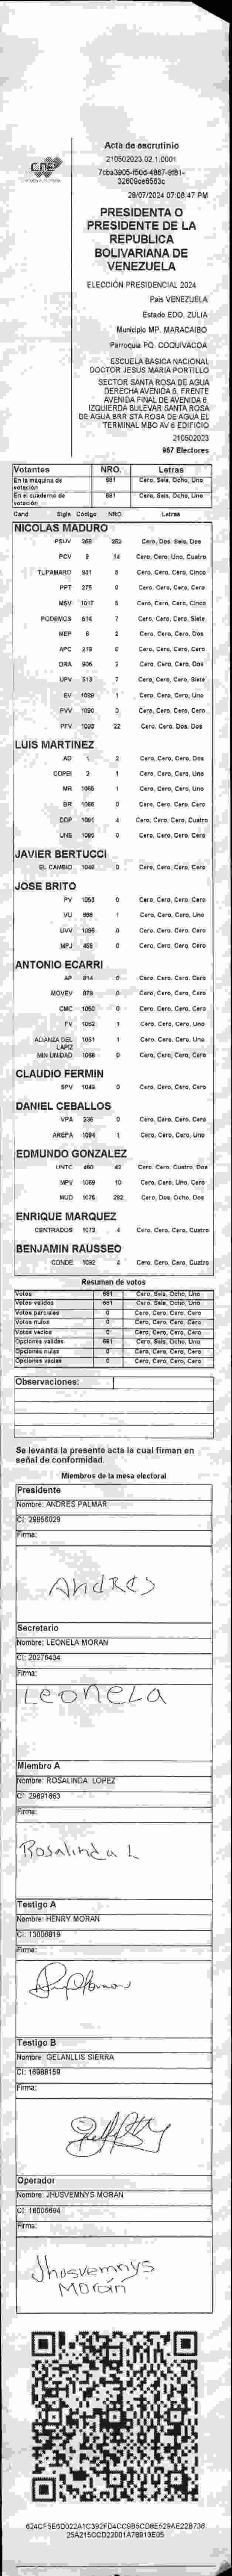 CNE
Acta de escrutinio
210502023.02.1.0001
29/07/2024 07:08:47 PM
PRESIDENTA O
PRESIDENTE DE LA
REPUBLICA
BOLIVARIANA DE
VENEZUELA
ELECCIÓN PRESIDENCIAL 2024
Pais VENEZUELA
Estado EDO. ZULIA
Municipio MP. MARACAIBO
Parroquia PQ. COQUIVACOA
ESCUELA BASICA NACIONAL
DOCTOR JESUS MARIA PORTILLO
SECTOR SANTA ROSA DE AGUA
DERECHA AVENIDA 6. FRENTE
AVENIDA FINAL DE AVENIDA 6.
IZQUIERDA BULEVAR SANTA ROSA
DE AGUA BRR STA ROSA DE AGUA EL
TERMINAL MBO AV 6 EDIFICIO
210502023
967 Electores
Votantes NRO. Letras
En la maquina de votación 681 Cero, Seis, Ocho, Uno
En el cuaderno de votación 681 Cero, Seis, Ocho, Uno
Cand Sigla Código NRO. Letras
NICOLAS MADURO
PSUV 269 262 Cero, Dos, Seis, Dos
PCV 9 14 Cero, Cero, Uno, Cuatro
TUPAMARO 931 5 Cero, Cero, Cero, Cinco
PPT 275 0 Cero, Cero, Cero, Cero
MSV 1017 5 Cero, Cero, Cero, Cinco
PODEMOS 614 7 Cero, Cero, Cero, Siete
MEP 6 2 Cero, Cero, Cero, Dos
APC 219 0 Cero, Cero, Cero, Cero
ORA 906 2 Cero, Cero, Cero, Dos
UPV 513 7 Cero, Cero, Cero, Siete
EV 1089 1 Cero, Cero, Cero, Uno
PVV 1090 0 Cero, Cero, Cero, Cero
PFV 1093 22 Cero, Cero, Dos, Dos
LUIS MARTINEZ
AD 1 2 Cero, Cero, Cero, Dos
COPEI 2 1 Cero, Cero, Cero, Uno
MR 1065 1 Cero, Cero, Cero, Uno
BR 1066 0 Cero, Cero, Cero, Cero
DDP 1091 4 Cero, Cero, Cero, Cuatro
UNE 1099 0 Cero, Cero, Cero, Cero
JAVIER BERTUCCI
EL CAMBIO 1048 0 Cero, Cero, Cero, Cero
JOSE BRITO
PV 1053 0 Cero, Cero, Cero, Cero
VU 868 1 Cero, Cero, Cero, Uno
UVV 1096 0 Cero, Cero, Cero, Cero
MPJ 458 0 Cero, Cero, Cero, Cero
ANTONIO ECARRI
AP 814 0 Cero, Cero, Cero, Cero
MOVEV 879 0 Cero, Cero, Cero, Cero
CMC 1050 0 Cero, Cero, Cero, Cero
FV 1062 1 Cero, Cero, Cero, Uno
ALIANZA DEL LAPIZ 1051 1 Cero, Cero, Cero, Uno
MIN UNIDAD 1068 0 Cero, Cero, Cero, Cero
CLAUDIO FERMIN
SPV 1049 0 Cero, Cero, Cero, Cero
DANIEL CEBALLOS
VPA 236 0 Cero, Cero, Cero, Cero
AREPA 1094 1 Cero, Cero, Cero, Uno
EDMUNDO GONZALEZ
UNTC 460 42 Cero, Cero, Cuatro, Dos
MPV 1069 10 Cero, Cero, Uno, Cero
MUD 1075 282 Cero, Dos, Ocho, Dos
ENRIQUE MARQUEZ
CENTRADOS 1073 4 Cero, Cero, Cero, Cuatro
BENJAMIN RAUSSEO
CONDE 1092 4 Cero, Cero, Cero, Cuatro
Resumen de votos
Votos 681 Cero, Seis, Ocho, Uno
Votos validos 681 Cero, Seis, Ocho, Uno
Votos parciales 0 Cero, Cero, Cero, Cero
Votos nulos 0 Cero, Cero, Cero, Cero
Votos vacios 0 Cero, Cero, Cero, Cero
Opciones validas 681 Cero, Seis, Ocho, Uno
Opciones nulas 0 Cero, Cero, Cero, Cero
Opciones vacias 0 Cero, Cero, Cero, Cero
Observaciones:
Se levanta la presente acta la cual firman en
señal de conformidad.
Miembros de la mesa electoral
Presidente
Nombre: ANDRES PALMAR
CI: 29956029
Firma:
Andres
Secretario
Nombre: LEONELA MORAN
CI: 20276434
Firma:
Leonela
Miembro A
Nombre: ROSALINDA LOPEZ
CI: 29691663
Firma:
Rosalinda L
Testigo A
Nombre: HENRY MORAN
CI: 13006819
Firma:
Testigo B
Nombre: GELANLLIS SIERRA
CI: 16988159
Firma:
Operador
Nombre: JHUSVEMNYS MORAN
CI: 18006694
Firma:
Jhusvemnys
Morán